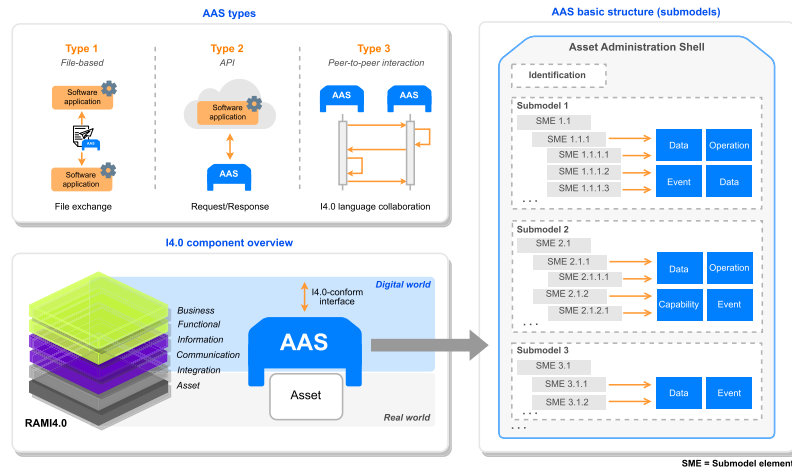 AAS types
Type 1
File-based
Software
application
AAS
Software
application
File exchange
Type 2
API
Software
application
AAS
Request/Response
Type 3
Peer-to-peer interaction
AAS
AAS
I4.0 language collaboration
I4.0 component overview
Digital world
I4.0-conform
interface
Business
Functional
Information
Communication
Integration
Asset
RAMI4.0
AAS
Asset
Real world
AAS basic structure (submodels)
Asset Administration Shell
Identification
Submodel 1
SME 1.1
SME 1.1.1
SME 1.1.1.1
SME 1.1.1.2
SME 1.1.1.3
. . .
Data
Operation
Event
Data
Submodel 2
SME 2.1
SME 2.1.1
SME 2.1.1.1
SME 2.1.2
SME 2.1.2.1
. . .
Data
Operation
Capability
Event
Submodel 3
SME 3.1
SME 3.1.1
SME 3.1.2
. . .
Data
Event
. . .
SME = Submodel element